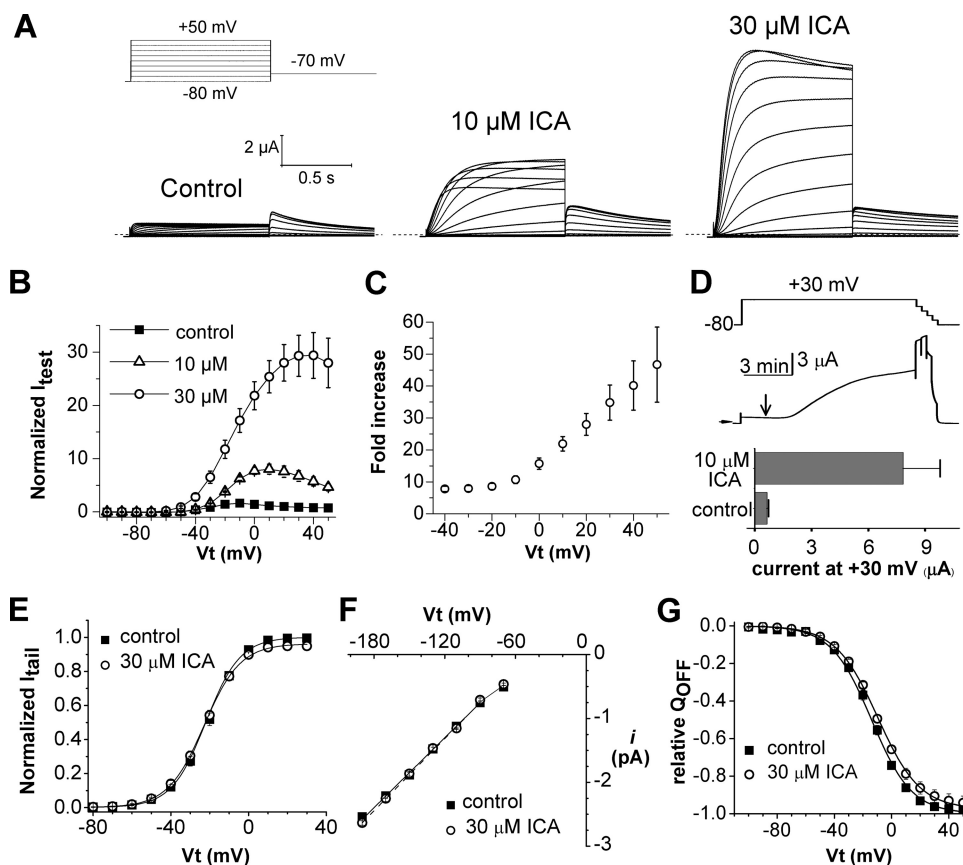 A
+50 mV
-70 mV
-80 mV
2 µA
0.5 s
Control
10 µM ICA
30 µM ICA
B
control
10 µM
30 µM
Normalized Itest
30
20
10
0
-80 -40 0 40
Vt (mV)
C
Fold increase
60
50
40
30
20
10
0
-40 -20 0 20 40
Vt (mV)
D
+30 mV
-80
3 min
3 µA
10 µM
ICA
control
0 3 6 9
current at +30 mV (µA)
E
control
30 µM ICA
Normalized Itail
1.0
0.8
0.6
0.4
0.2
0.0
-80 -40 0 40
Vt (mV)
F
Vt (mV)
-180 -120 -60 0
0
-1
-2
-3
i
(pA)
control
30 µM ICA
G
relative QOFF
0.0
-0.2
-0.4
-0.6
-0.8
-1.0
control
30 µM ICA
-80 -40 0 40
Vt (mV)